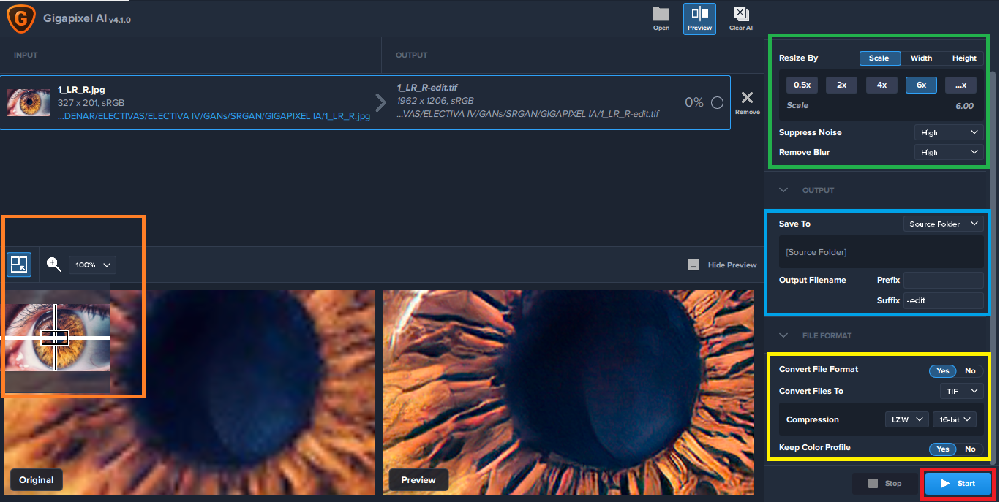 G
Gigapixel AI v4.1.0
Open
Preview
Clear All
INPUT
OUTPUT
1_LR_R.jpg
327 x 201, sRGB
...DENAR/ELECTIVAS/ELECTIVA IV/GANs/SRGAN/GIGAPIXEL IA/1_LR_R.jpg
1_LR_R-edit.tif
1962 x 1206, sRGB
...VAS/ELECTIVA IV/GANs/SRGAN/GIGAPIXEL IA/1_LR_R-edit.tif
0%
Remove
100%
Hide Preview
Original
Preview
Resize By Scale Width Height
0.5x 2x 4x 6x ...x
Scale 6.00
Suppress Noise High
Remove Blur High
OUTPUT
Save To Source Folder
[Source Folder]
Output Filename Prefix
Suffix -edit
FILE FORMAT
Convert File Format Yes No
Convert Files To TIF
Compression LZW 16-bit
Keep Color Profile Yes No
Stop Start